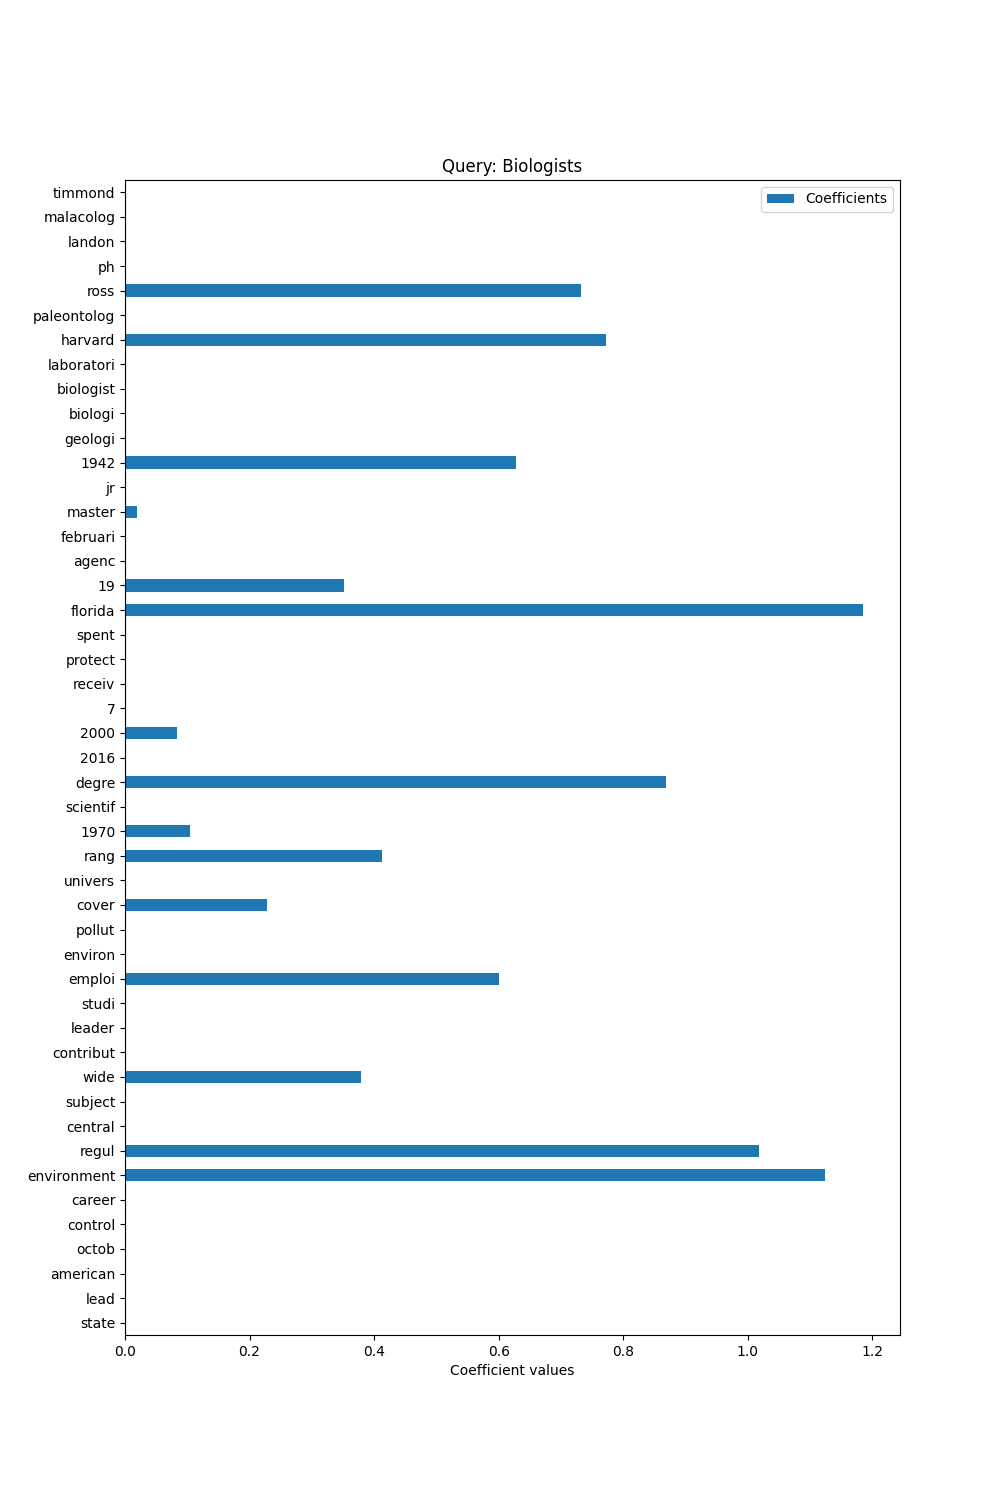 Query: Biologists
Coefficients
timmond
malacolog
landon
ph
ross
paleontolog
harvard
laboratori
biologist
biologi
geologi
1942
jr
master
februari
agenc
19
florida
spent
protect
receiv
7
2000
2016
degre
scientif
1970
rang
univers
cover
pollut
environ
emploi
studi
leader
contribut
wide
subject
central
regul
environment
career
control
octob
american
lead
state
0.0 0.2 0.4 0.6 0.8 1.0 1.2
Coefficient values